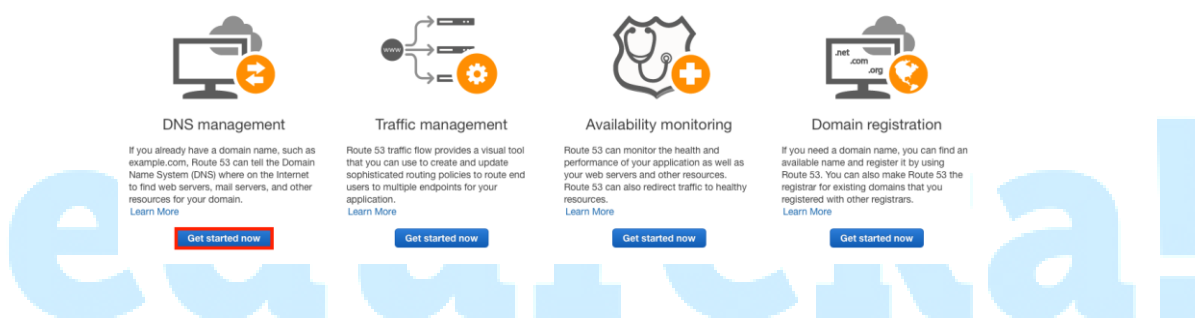 www
.net
.com
.org
DNS management
If you already have a domain name, such as
example.com, Route 53 can tell the Domain
Name System (DNS) where on the Internet
to find web servers, mail servers, and other
resources for your domain.
Learn More
Get started now
Traffic management
Route 53 traffic flow provides a visual tool
that you can use to create and update
sophisticated routing policies to route end
users to multiple endpoints for your
application.
Learn More
Get started now
Availability monitoring
Route 53 can monitor the health and
performance of your application as well as
your web servers and other resources.
Route 53 can also redirect traffic to healthy
resources.
Learn More
Get started now
Domain registration
If you need a domain name, you can find an
available name and register it by using
Route 53. You can also make Route 53 the
registrar for existing domains that you
registered with other registrars.
Learn More
Get started now
edureka!